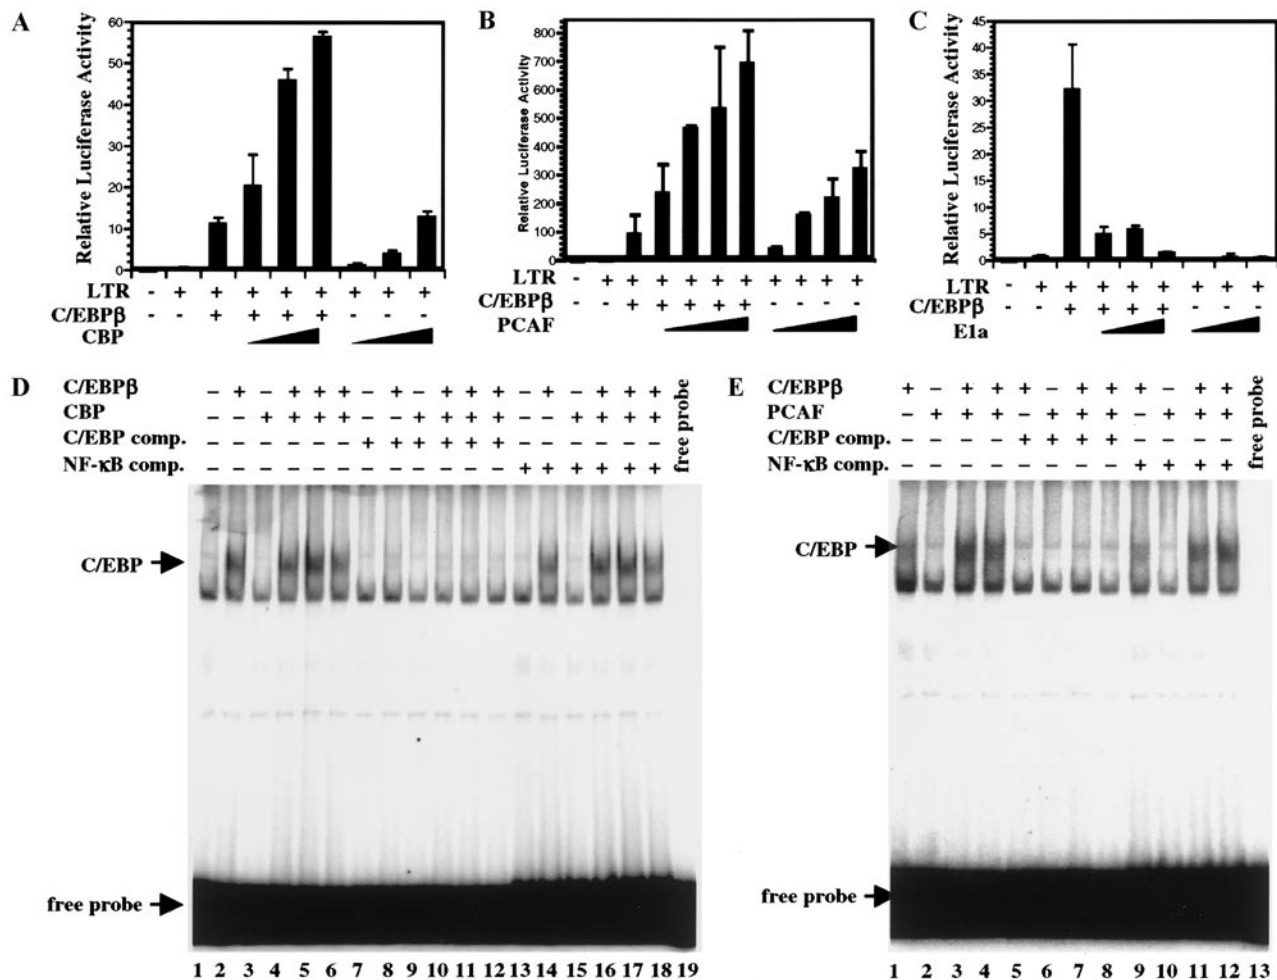 A
Relative Luciferase Activity
60
50
40
30
20
10
0
LTR - + + + + + + + +
C/EBPβ - - + + + + - - -
CBP
B
Relative Luciferase Activity
800
700
600
500
400
300
200
100
0
LTR - + + + + + + + + + +
C/EBPβ - - + + + + + - - - -
PCAF
C
Relative Luciferase Activity
45
40
35
30
25
20
15
10
5
0
LTR - + + + + + + + +
C/EBPβ - - + + + + - - -
E1a
D
C/EBPβ – + – + + + – + – + + + – + – + + +
CBP – – + + + + – – + + + + – – + + + +
C/EBP comp. – – – – – – + + + + + + – – – – – –
NF-κB comp. – – – – – – – – – – – – + + + + + +
free probe
C/EBP
free probe
1 2 3 4 5 6 7 8 9 10 11 12 13 14 15 16 17 18 19
E
C/EBPβ + – + + + – + + + – + +
PCAF – + + + – + + + – + + +
C/EBP comp. – – – – + + + + – – – –
NF-κB comp. – – – – – – – – + + + +
free probe
C/EBP
free probe
1 2 3 4 5 6 7 8 9 10 11 12 13